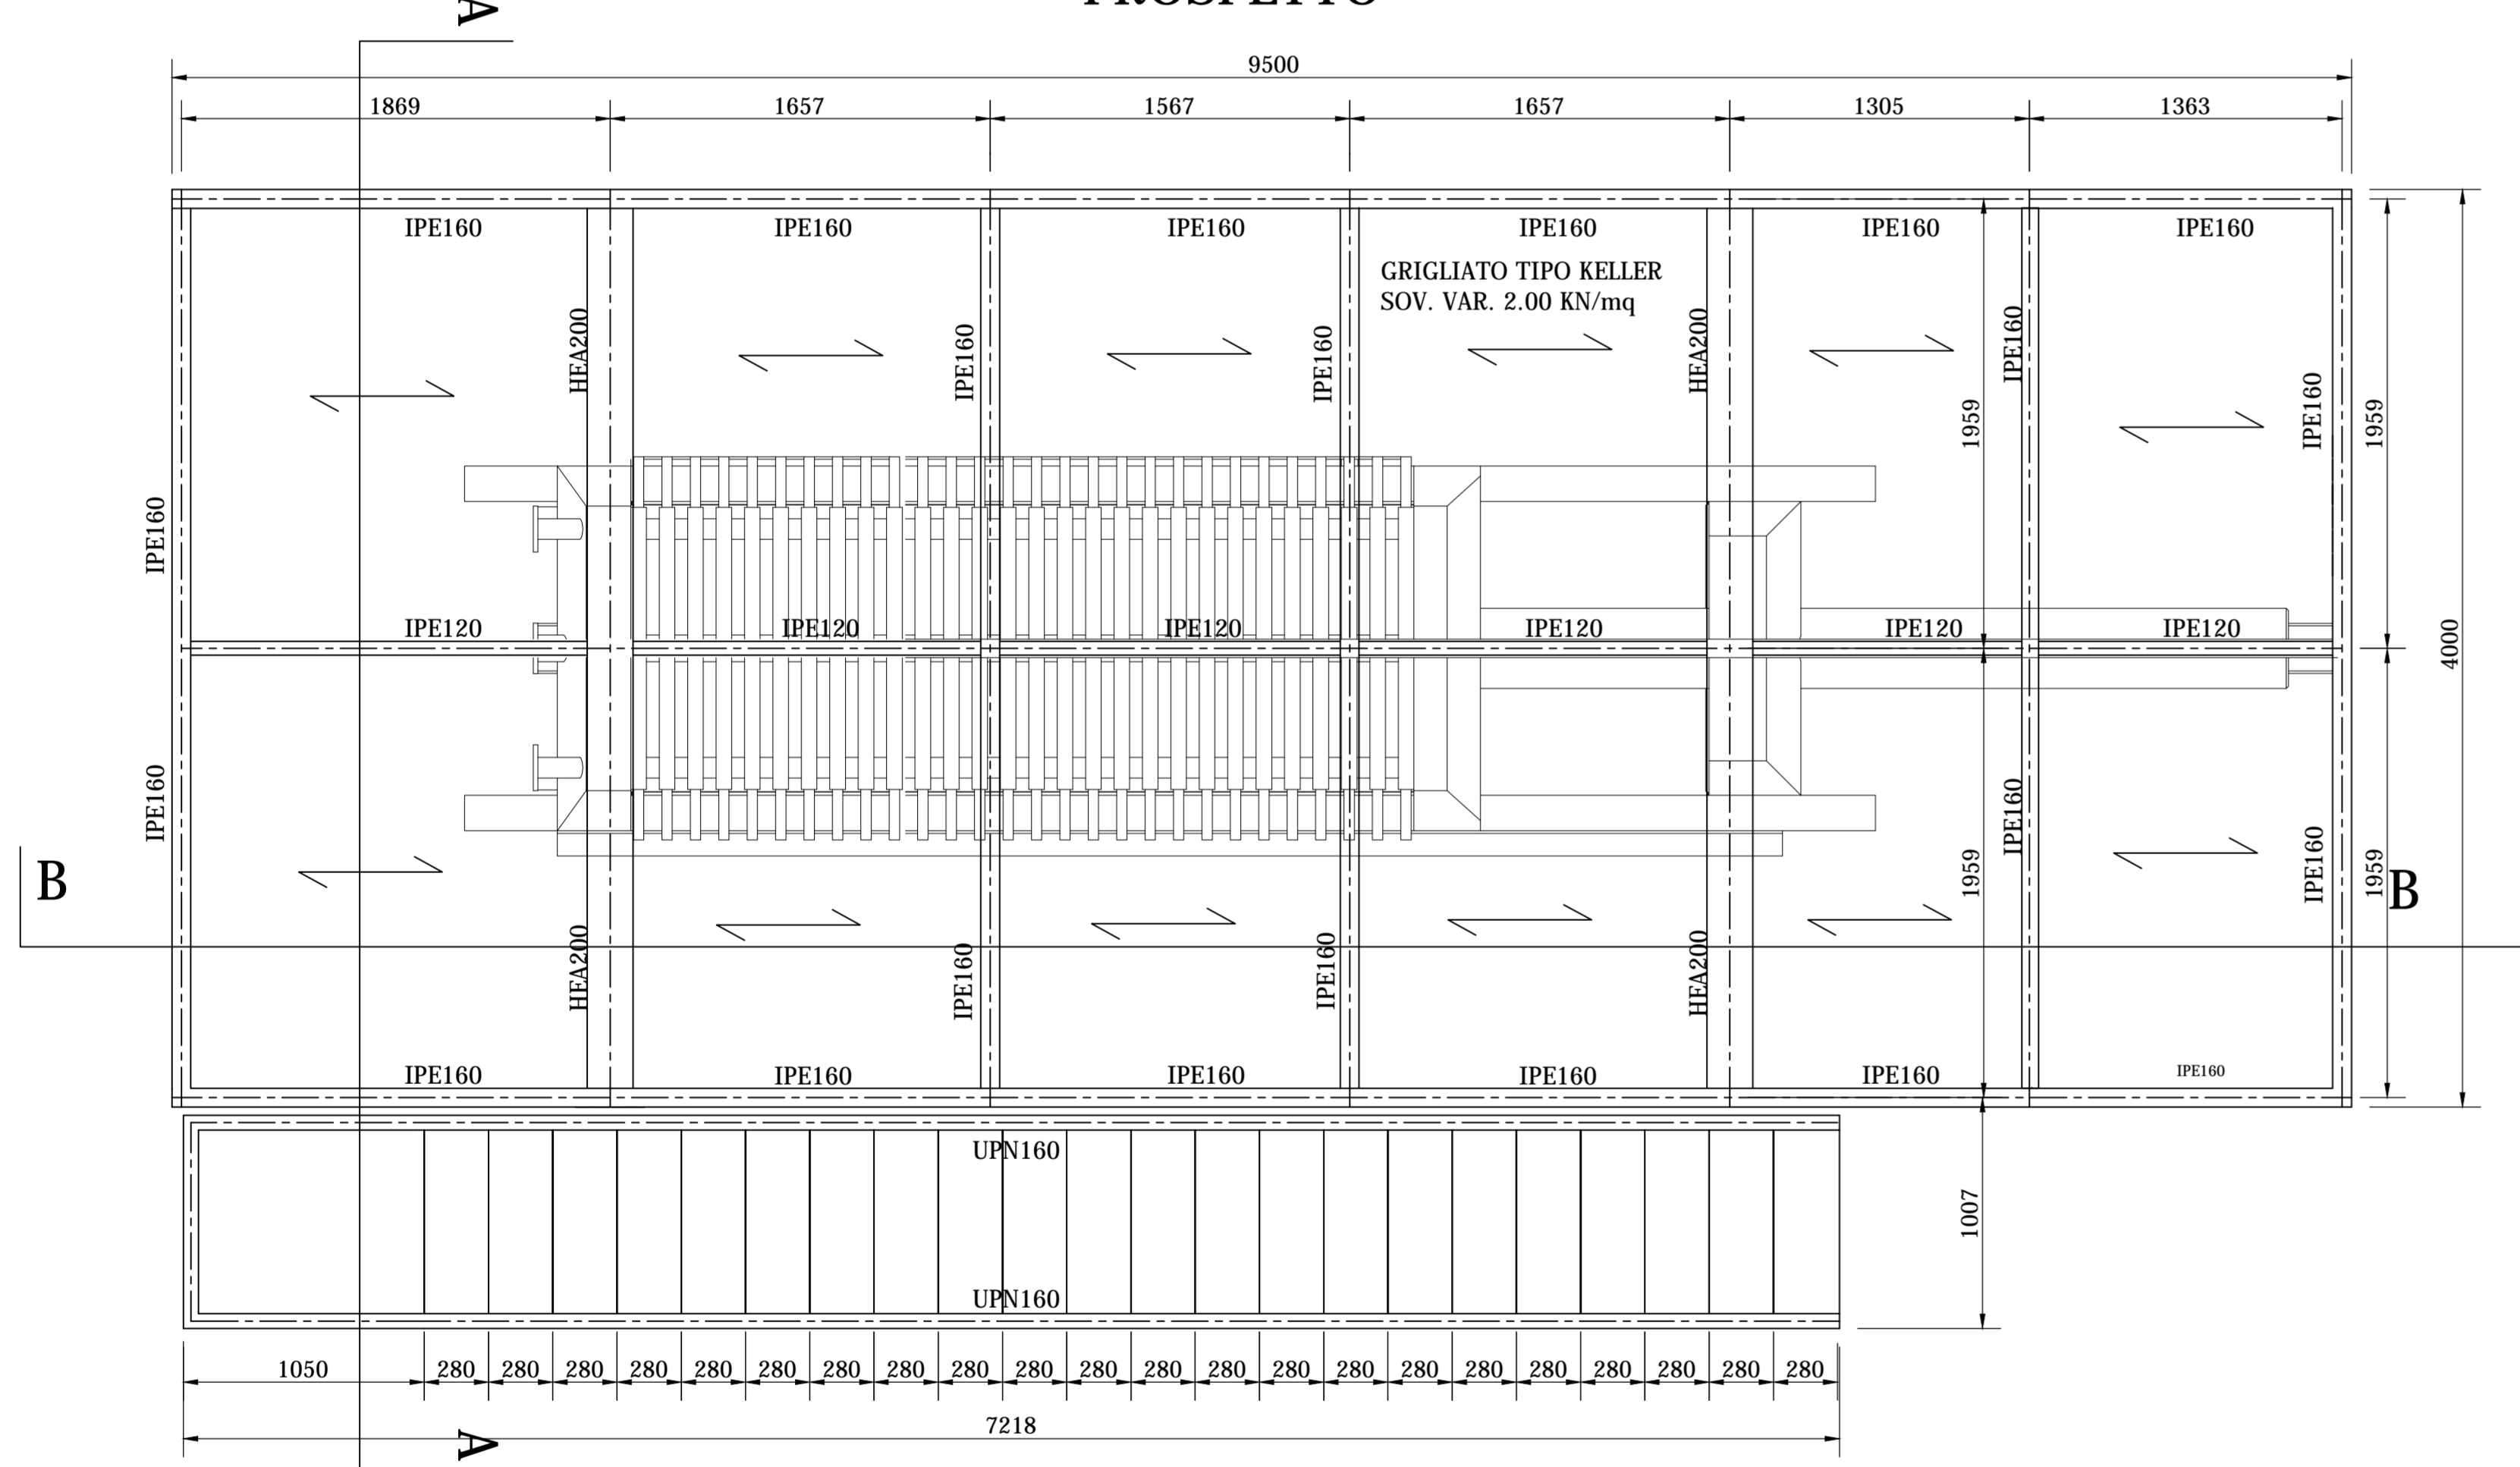 A
PROSPETTO
9500
1869 1657 1567 1657 1305 1363
IPE160 IPE160 IPE160 IPE160 IPE160 IPE160
GRIGLIATO TIPO KELLER
SOV. VAR. 2.00 KN/mq
HEA200 IPE160 IPE160 HEA200 IPE160 IPE160
1959 1959
IPE160
IPE120 IPE120 IPE120 IPE120 IPE120 IPE120
4000
IPE160 IPE160 IPE160
B 1959 1959 B
HEA200 IPE160 IPE160 HEA200
IPE160 IPE160 IPE160 IPE160 IPE160 IPE160
UPN160
1007
UPN160
1050 280 280 280 280 280 280 280 280 280 280 280 280 280 280 280 280 280 280 280 280 280 280
7218
A